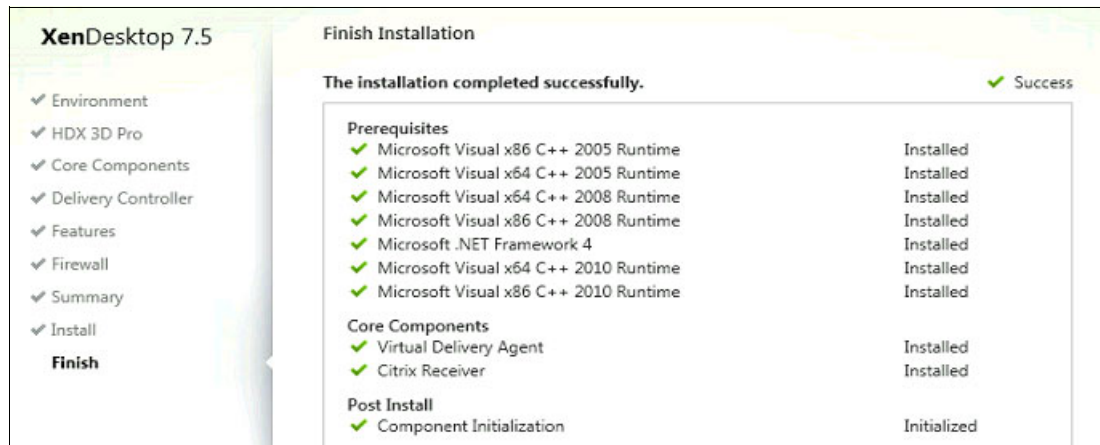 XenDesktop 7.5
Environment
HDX 3D Pro
Core Components
Delivery Controller
Features
Firewall
Summary
Install
Finish
Finish Installation
The installation completed successfully. Success
Prerequisites
Microsoft Visual x86 C++ 2005 Runtime Installed
Microsoft Visual x64 C++ 2005 Runtime Installed
Microsoft Visual x64 C++ 2008 Runtime Installed
Microsoft Visual x86 C++ 2008 Runtime Installed
Microsoft .NET Framework 4 Installed
Microsoft Visual x64 C++ 2010 Runtime Installed
Microsoft Visual x86 C++ 2010 Runtime Installed
Core Components
Virtual Delivery Agent Installed
Citrix Receiver Installed
Post Install
Component Initialization Initialized